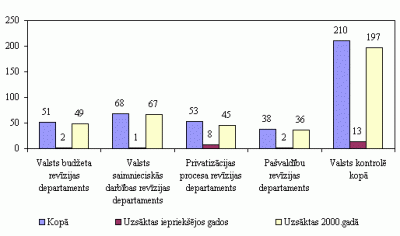 250
200
150
100
50
0
51
2
49
68
1
67
53
8
45
38
2
36
210
13
197
Valsts budžeta
revīzijas
departaments
Valsts
saimnieciskās
darbības revīzijas
departaments
Privatizācijas
procesa revīzijas
departaments
Pašvaldību
revīzijas
departaments
Valsts kontrolē
kopā
Kopā
Uzsāktas iepriekšējos gados
Uzsāktas 2000.gadā